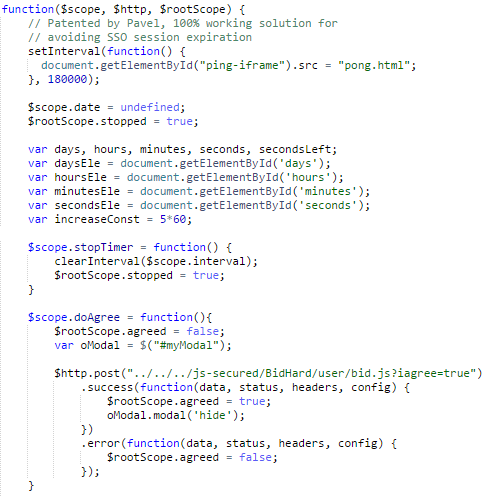 function($scope, $http, $rootScope) {
// Patented by Pavel, 100% working solution for
// avoiding SSO session expiration
setInterval(function() {
document.getElementById("ping-iframe").src = "pong.html";
}, 180000);
$scope.date = undefined;
$rootScope.stopped = true;
var days, hours, minutes, seconds, secondsLeft;
var daysEle = document.getElementById('days');
var hoursEle = document.getElementById('hours');
var minutesEle = document.getElementById('minutes');
var secondsEle = document.getElementById('seconds');
var increaseConst = 5*60;
$scope.stopTimer = function() {
clearInterval($scope.interval);
$rootScope.stopped = true;
}
$scope.doAgree = function(){
$rootScope.agreed = false;
var oModal = $("#myModal");
$http.post("../../../js-secured/BidHard/user/bid.js?iagree=true")
.success(function(data, status, headers, config) {
$rootScope.agreed = true;
oModal.modal('hide');
})
.error(function(data, status, headers, config) {
$rootScope.agreed = false;
});
}